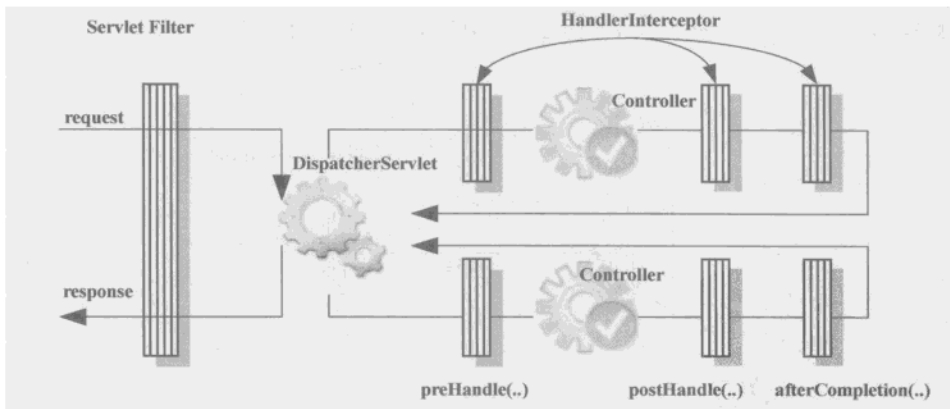 Servlet Filter
HandlerInterceptor
request
Controller
DispatcherServlet
response
Controller
preHandle(..)
postHandle(..)
afterCompletion(..)